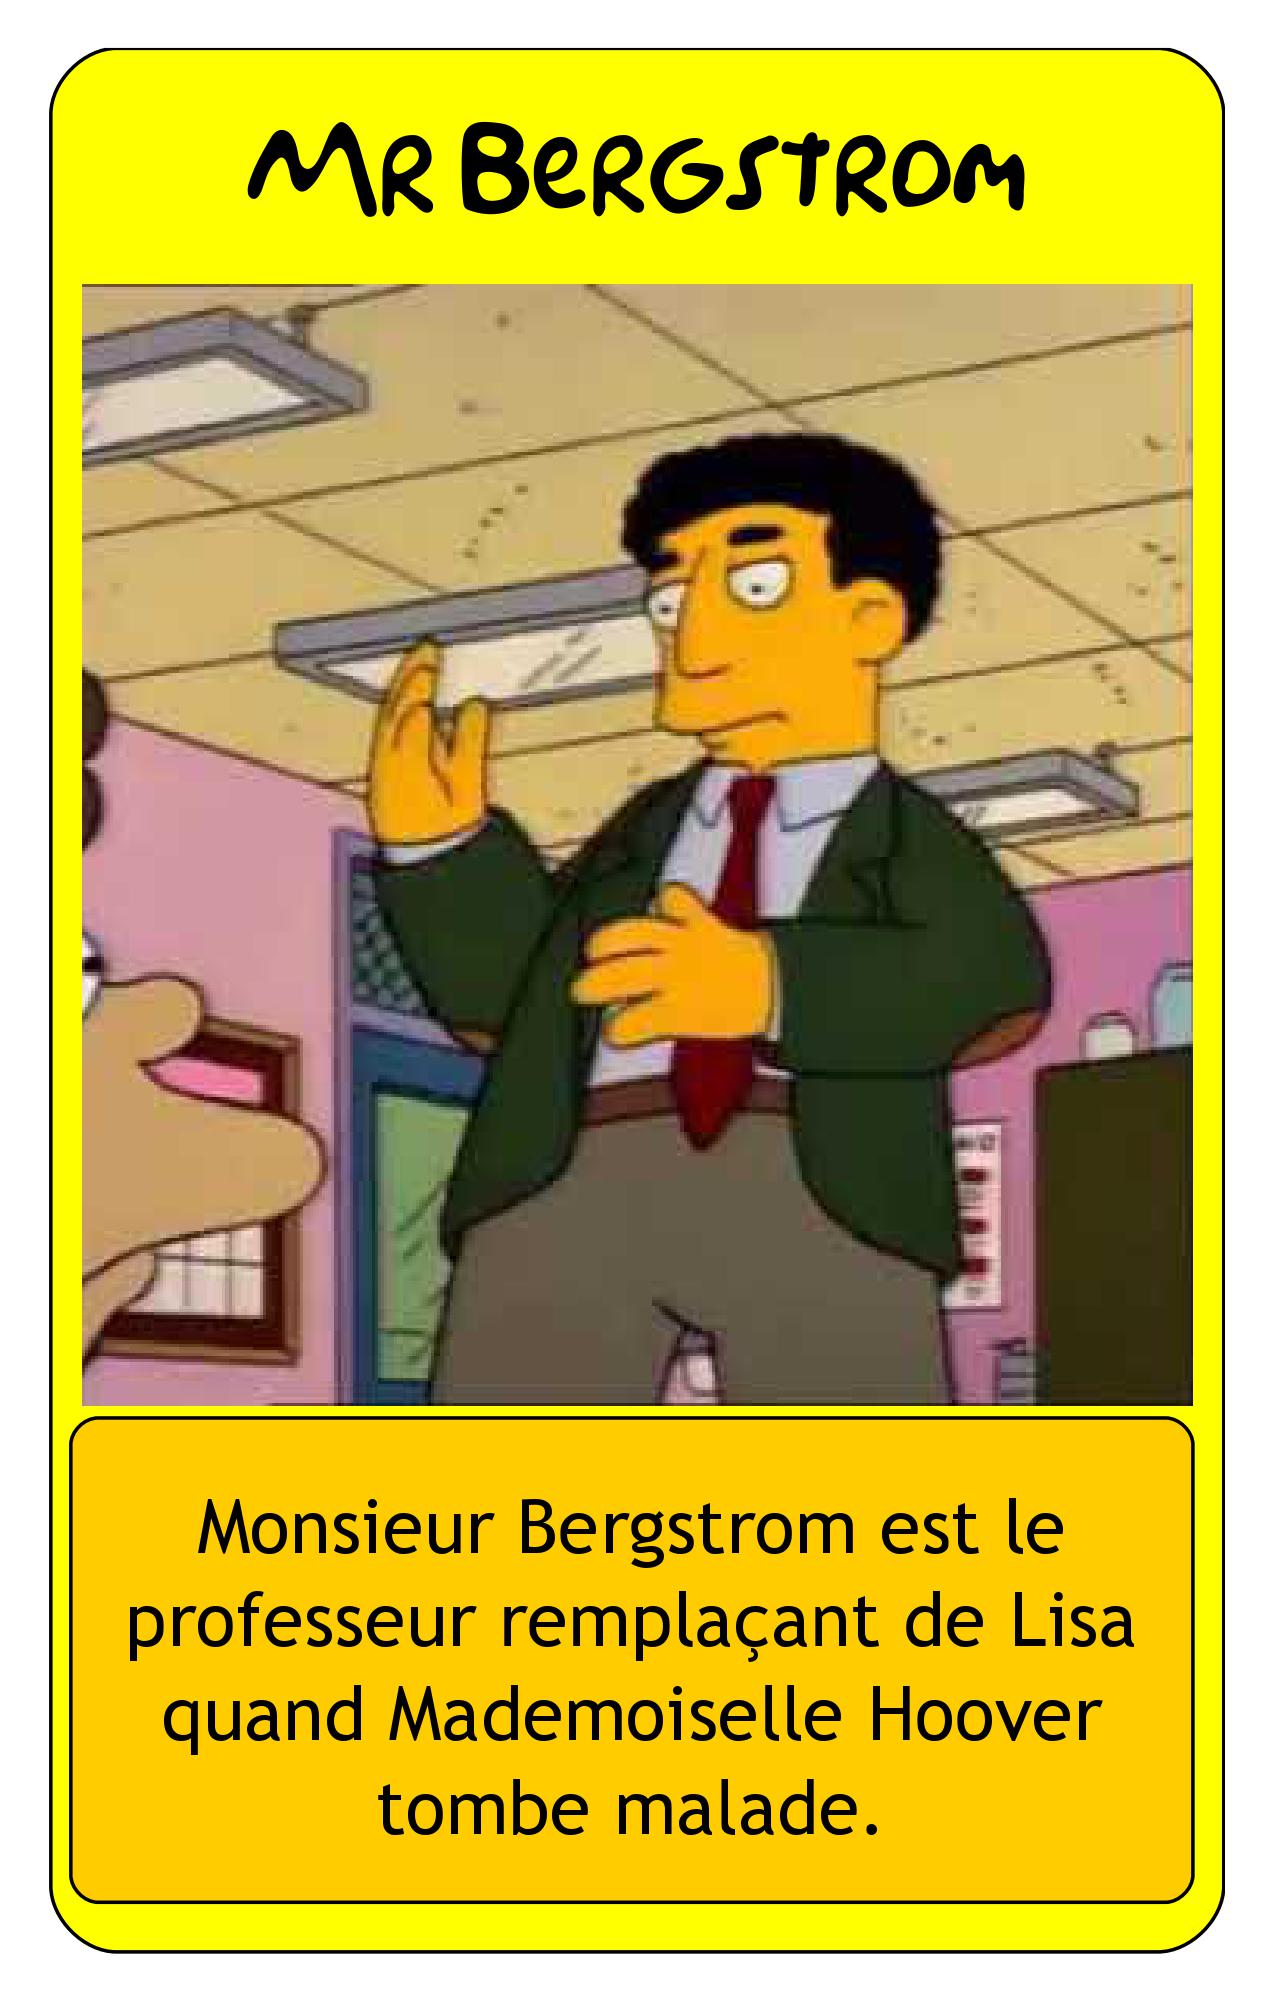 Mr Bergstrom
Monsieur Bergstrom est le
professeur remplaçant de Lisa
quand Mademoiselle Hoover
tombe malade.